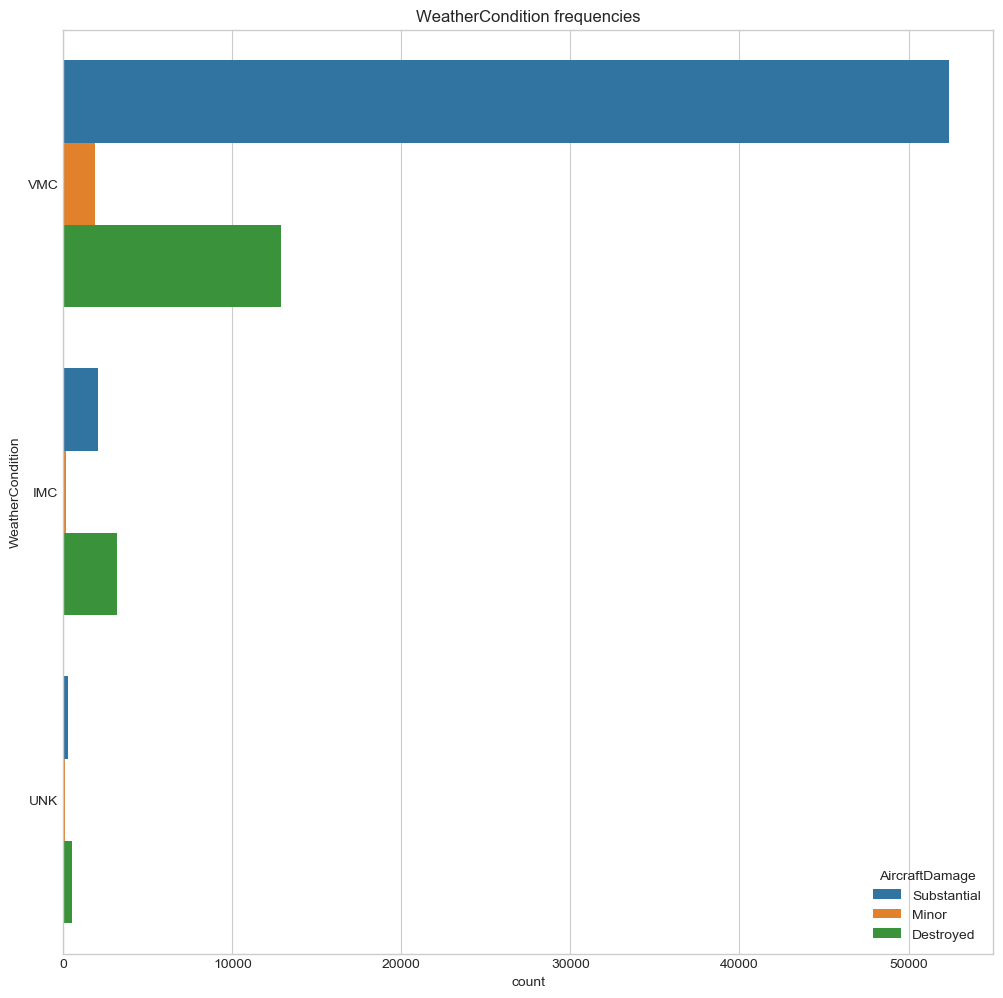 WeatherCondition frequencies
WeatherCondition
VMC
IMC
UNK
AircraftDamage
Substantial
Minor
Destroyed
0 10000 20000 30000 40000 50000
count